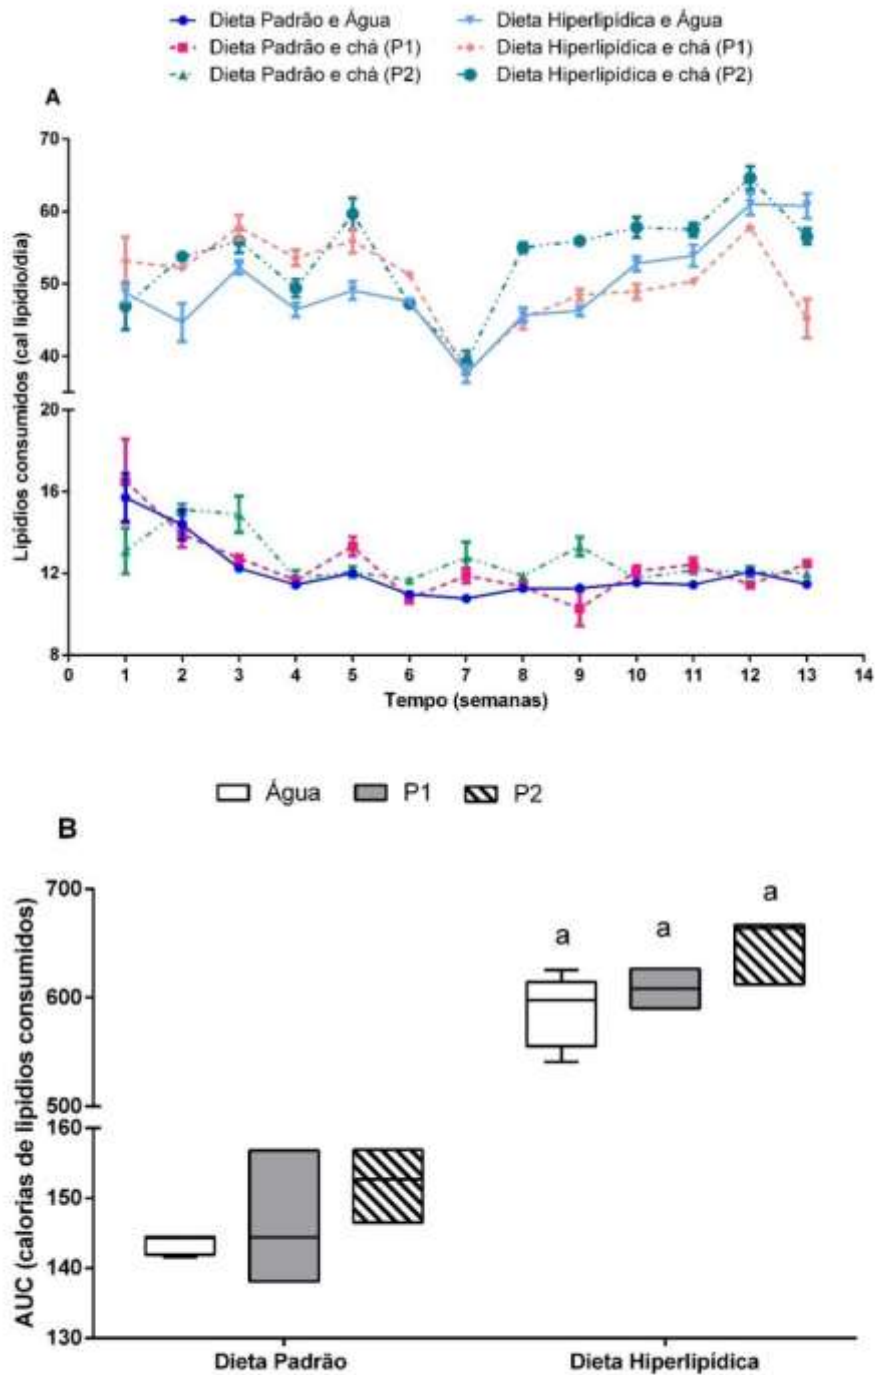 Dieta Padrão e Água
Dieta Hiperlipídica e Água
Dieta Padrão e chá (P1)
Dieta Hiperlipídica e chá (P1)
Dieta Padrão e chá (P2)
Dieta Hiperlipídica e chá (P2)
A
Lipídios consumidos (cal lipídio/dia)
70
60
50
40
20
16
12
8
0 1 2 3 4 5 6 7 8 9 10 11 12 13 14
Tempo (semanas)
Água P1 P2
B
AUC (calorias de lipídios consumidos)
700
600
500
160
150
140
130
a a a
Dieta Padrão Dieta Hiperlipídica